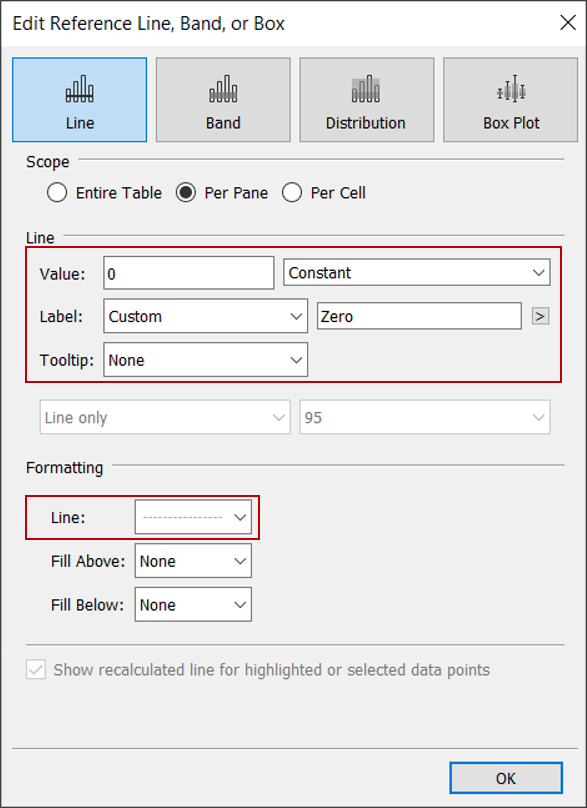 Edit Reference Line, Band, or Box
Line
Band
Distribution
Box Plot
Scope
Entire Table
Per Pane
Per Cell
Line
Value:
0
Constant
Label:
Custom
Zero
>
Tooltip:
None
Line only
95
Formatting
Line:
Fill Above:
None
Fill Below:
None
Show recalculated line for highlighted or selected data points
OK